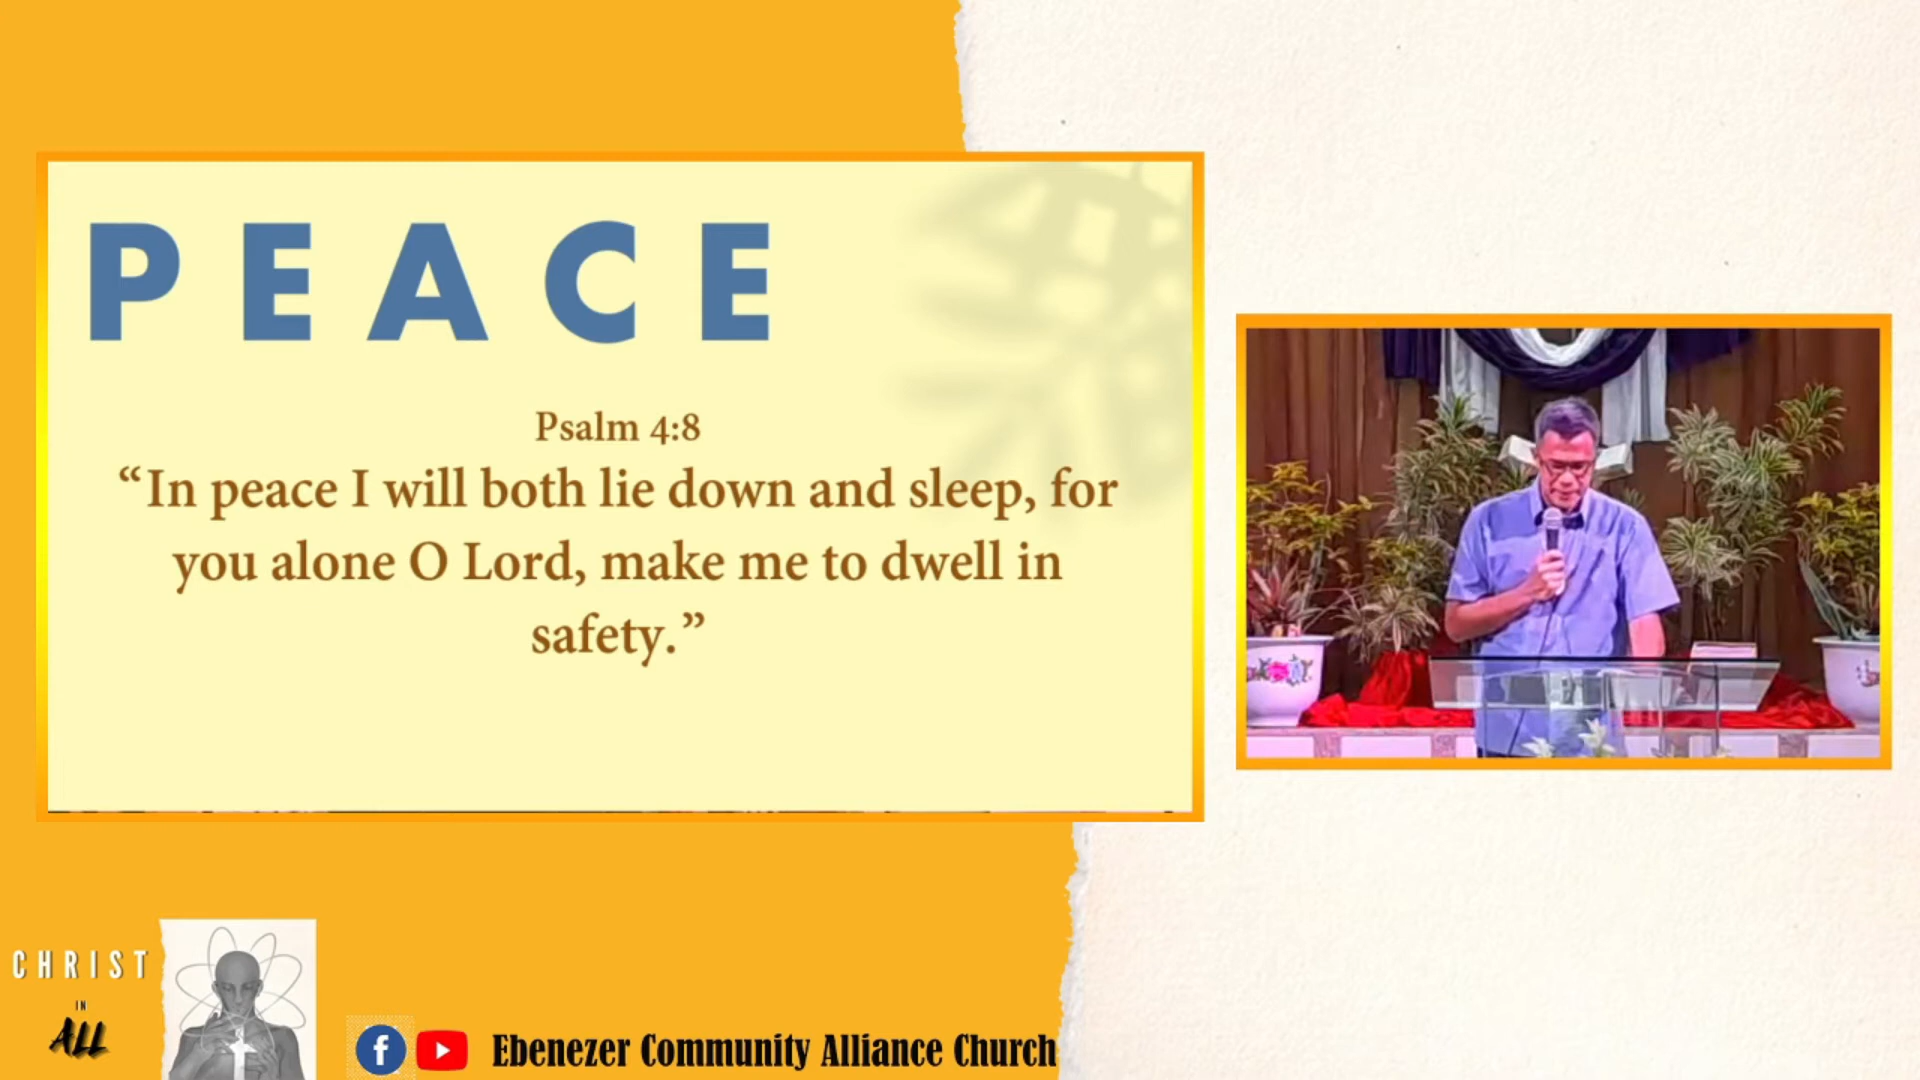 PEACE
Psalm 4:8
“In peace I will both lie down and sleep, for
you alone O Lord, make me to dwell in
safety.”
CHRIST
IN
ALL
Ebenezer Community Alliance Church